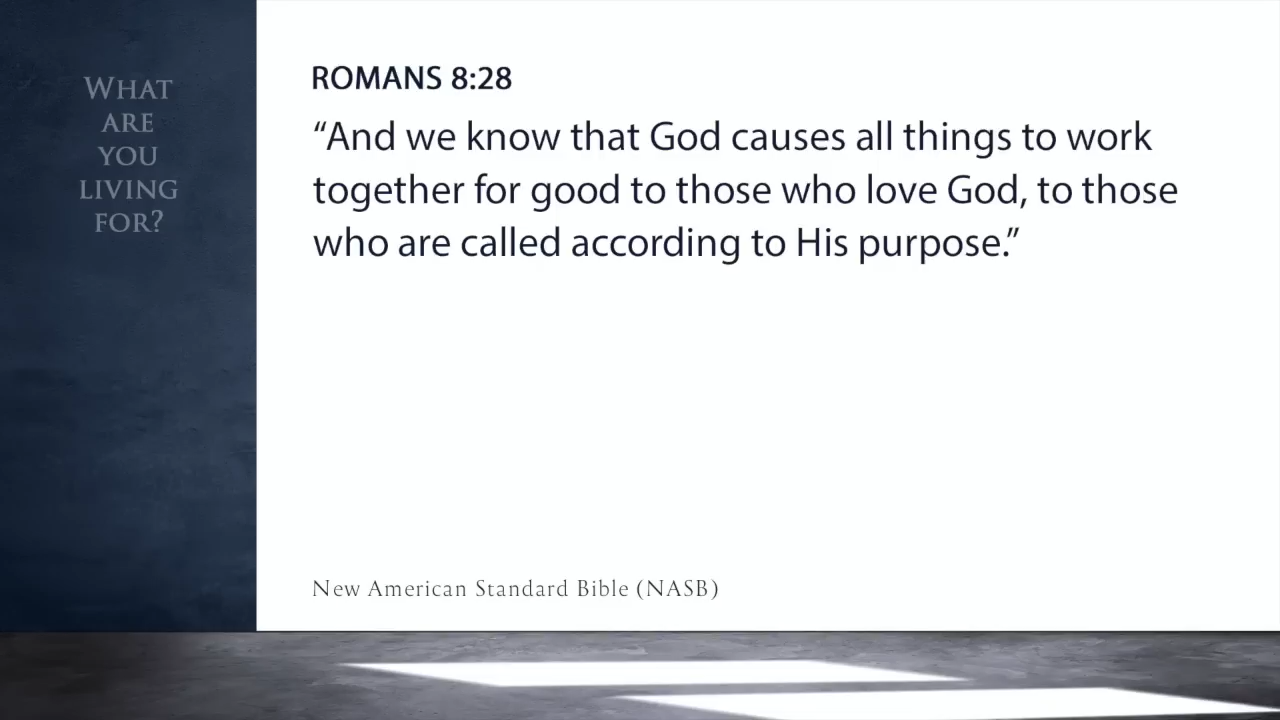 WHAT
ARE
YOU
LIVING
FOR?
ROMANS 8:28
“And we know that God causes all things to work
together for good to those who love God, to those
who are called according to His purpose.”
New American Standard Bible (NASB)